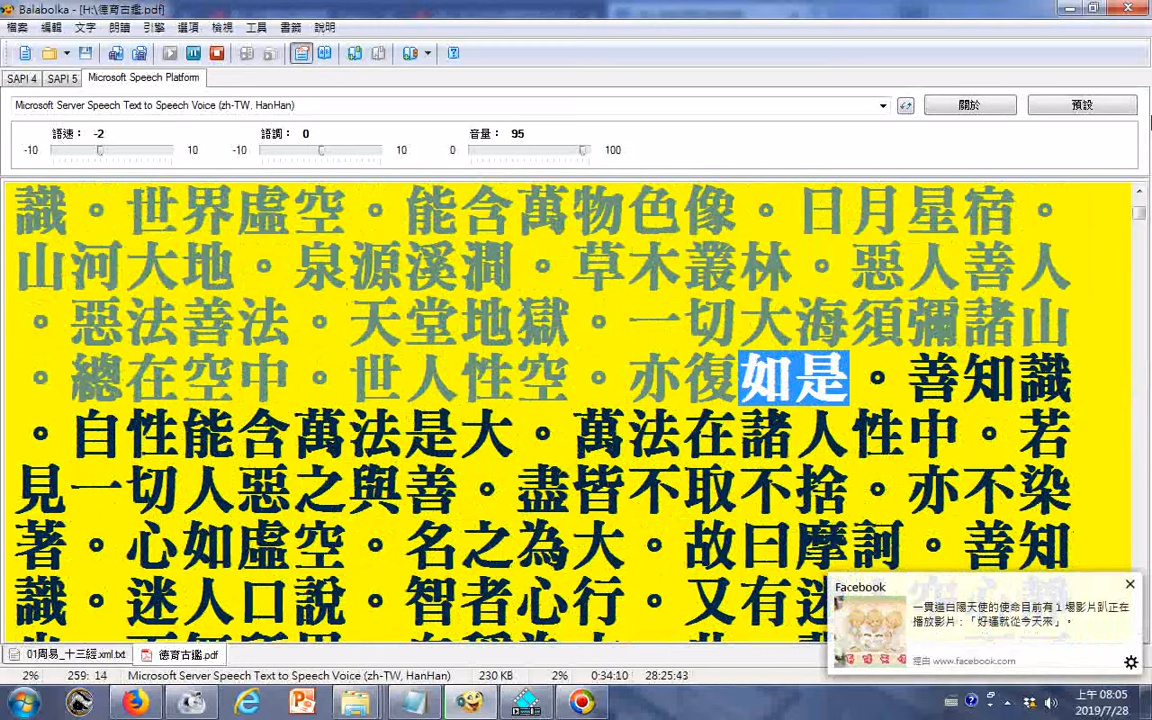 Balabolka - [H:\德育古鑑.pdf]
檔案 編輯 文字 朗讀 引擎 選項 檢視 工具 書籤 說明
SAPI 4 SAPI 5 Microsoft Speech Platform
Microsoft Server Speech Text to Speech Voice (zh-TW, HanHan) 關於 預設
語速： -2 語調： 0 音量： 95
-10 10 -10 10 0 100
識。世界虛空。能含萬物色像。日月星宿。
山河大地。泉源溪澗。草木叢林。惡人善人
。惡法善法。天堂地獄。一切大海須彌諸山
。總在空中。世人性空。亦復如是。善知識
。自性能含萬法是大。萬法在諸人性中。若
見一切人惡之與善。盡皆不取不捨。亦不染
著。心如虛空。名之為大。故曰摩訶。善知
識。迷人口說。智者心行。又有迷
Facebook
一貫道白陽天使的使命目前有 1 場影片趴正在
播放影片：「好運就從今天來」。
經由 www.facebook.com
01周易_十三經.xml.txt 德育古鑑.pdf
2% 259: 14 Microsoft Server Speech Text to Speech Voice (zh-TW, HanHan) 230 KB 2% 0:34:10 28:25:43
上午 08:05
2019/7/28